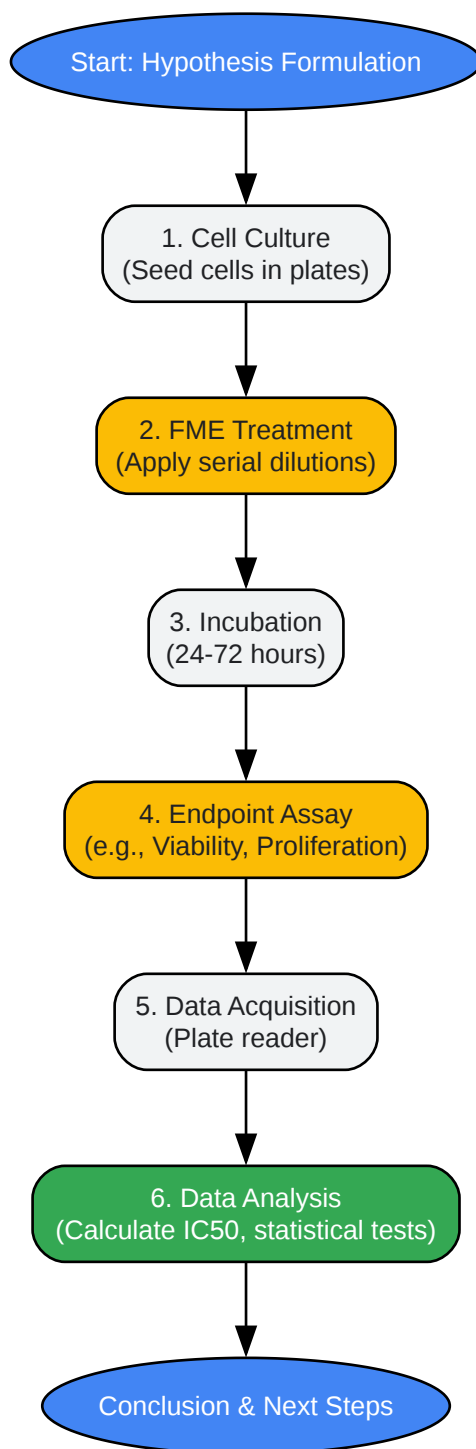 Start: Hypothesis Formulation
1. Cell Culture
(Seed cells in plates)
2. FME Treatment
(Apply serial dilutions)
3. Incubation
(24-72 hours)
4. Endpoint Assay
(e.g., Viability, Proliferation)
5. Data Acquisition
(Plate reader)
6. Data Analysis
(Calculate IC50, statistical tests)
Conclusion & Next Steps